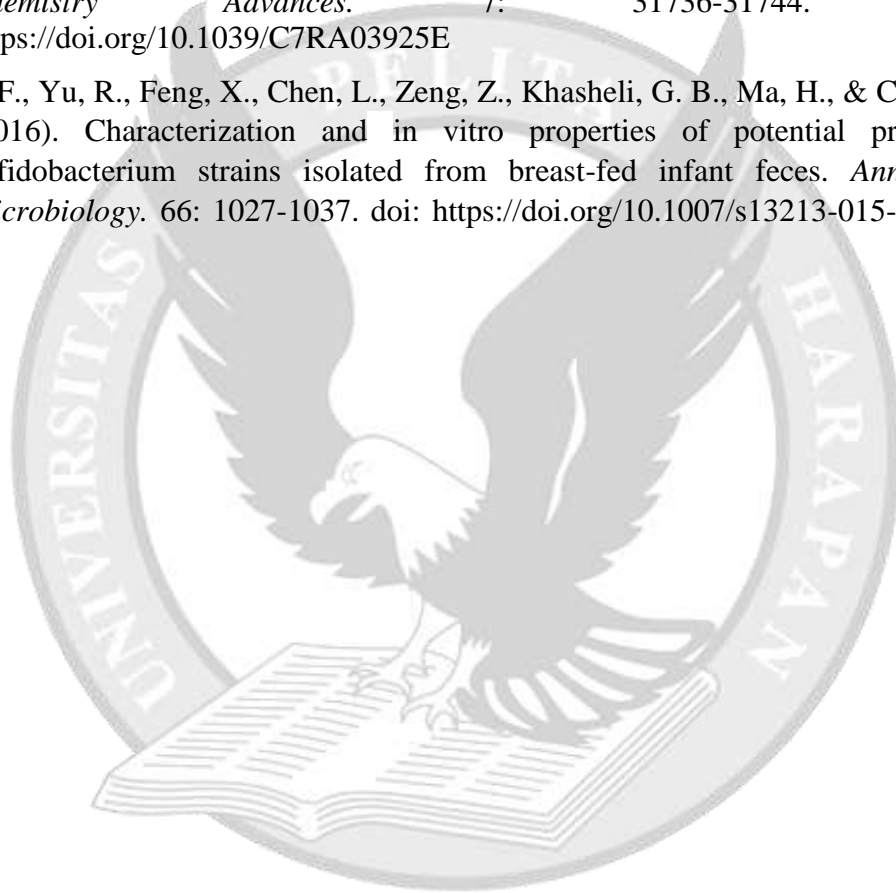 emistry Advances. 7: 31736-31744.
ps://doi.org/10.1039/C7RA03925E
F., Yu, R., Feng, X., Chen, L., Zeng, Z., Khasheli, G. B., Ma, H., & C
016). Characterization and in vitro properties of potential pr
fidobacterium strains isolated from breast-fed infant feces. Ann
icrobiology. 66: 1027-1037. doi: https://doi.org/10.1007/s13213-015-
UNIVERSITAS PELITA HARAPAN